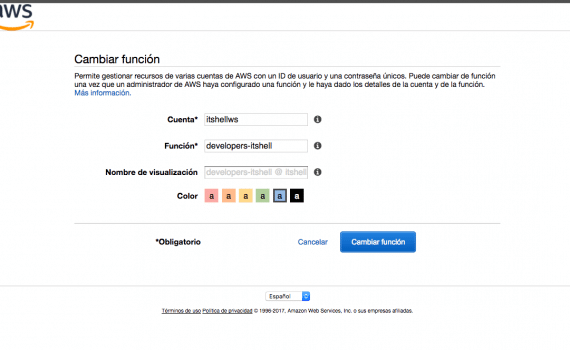 aws
Cambiar función
Permite gestionar recursos de varias cuentas de AWS con un ID de usuario y una contraseña únicos. Puede cambiar de función
una vez que un administrador de AWS haya configurado una función y le haya dado los detalles de la cuenta y de la función.
Más información.
Cuenta* itshellws
Función* developers-itshell
Nombre de visualización developers-itshell @ itshell
Color a a a a a a
*Obligatorio Cancelar Cambiar función
Español
Términos de uso Política de privacidad © 1996-2017, Amazon Web Services, Inc. o sus empresas afiliadas.